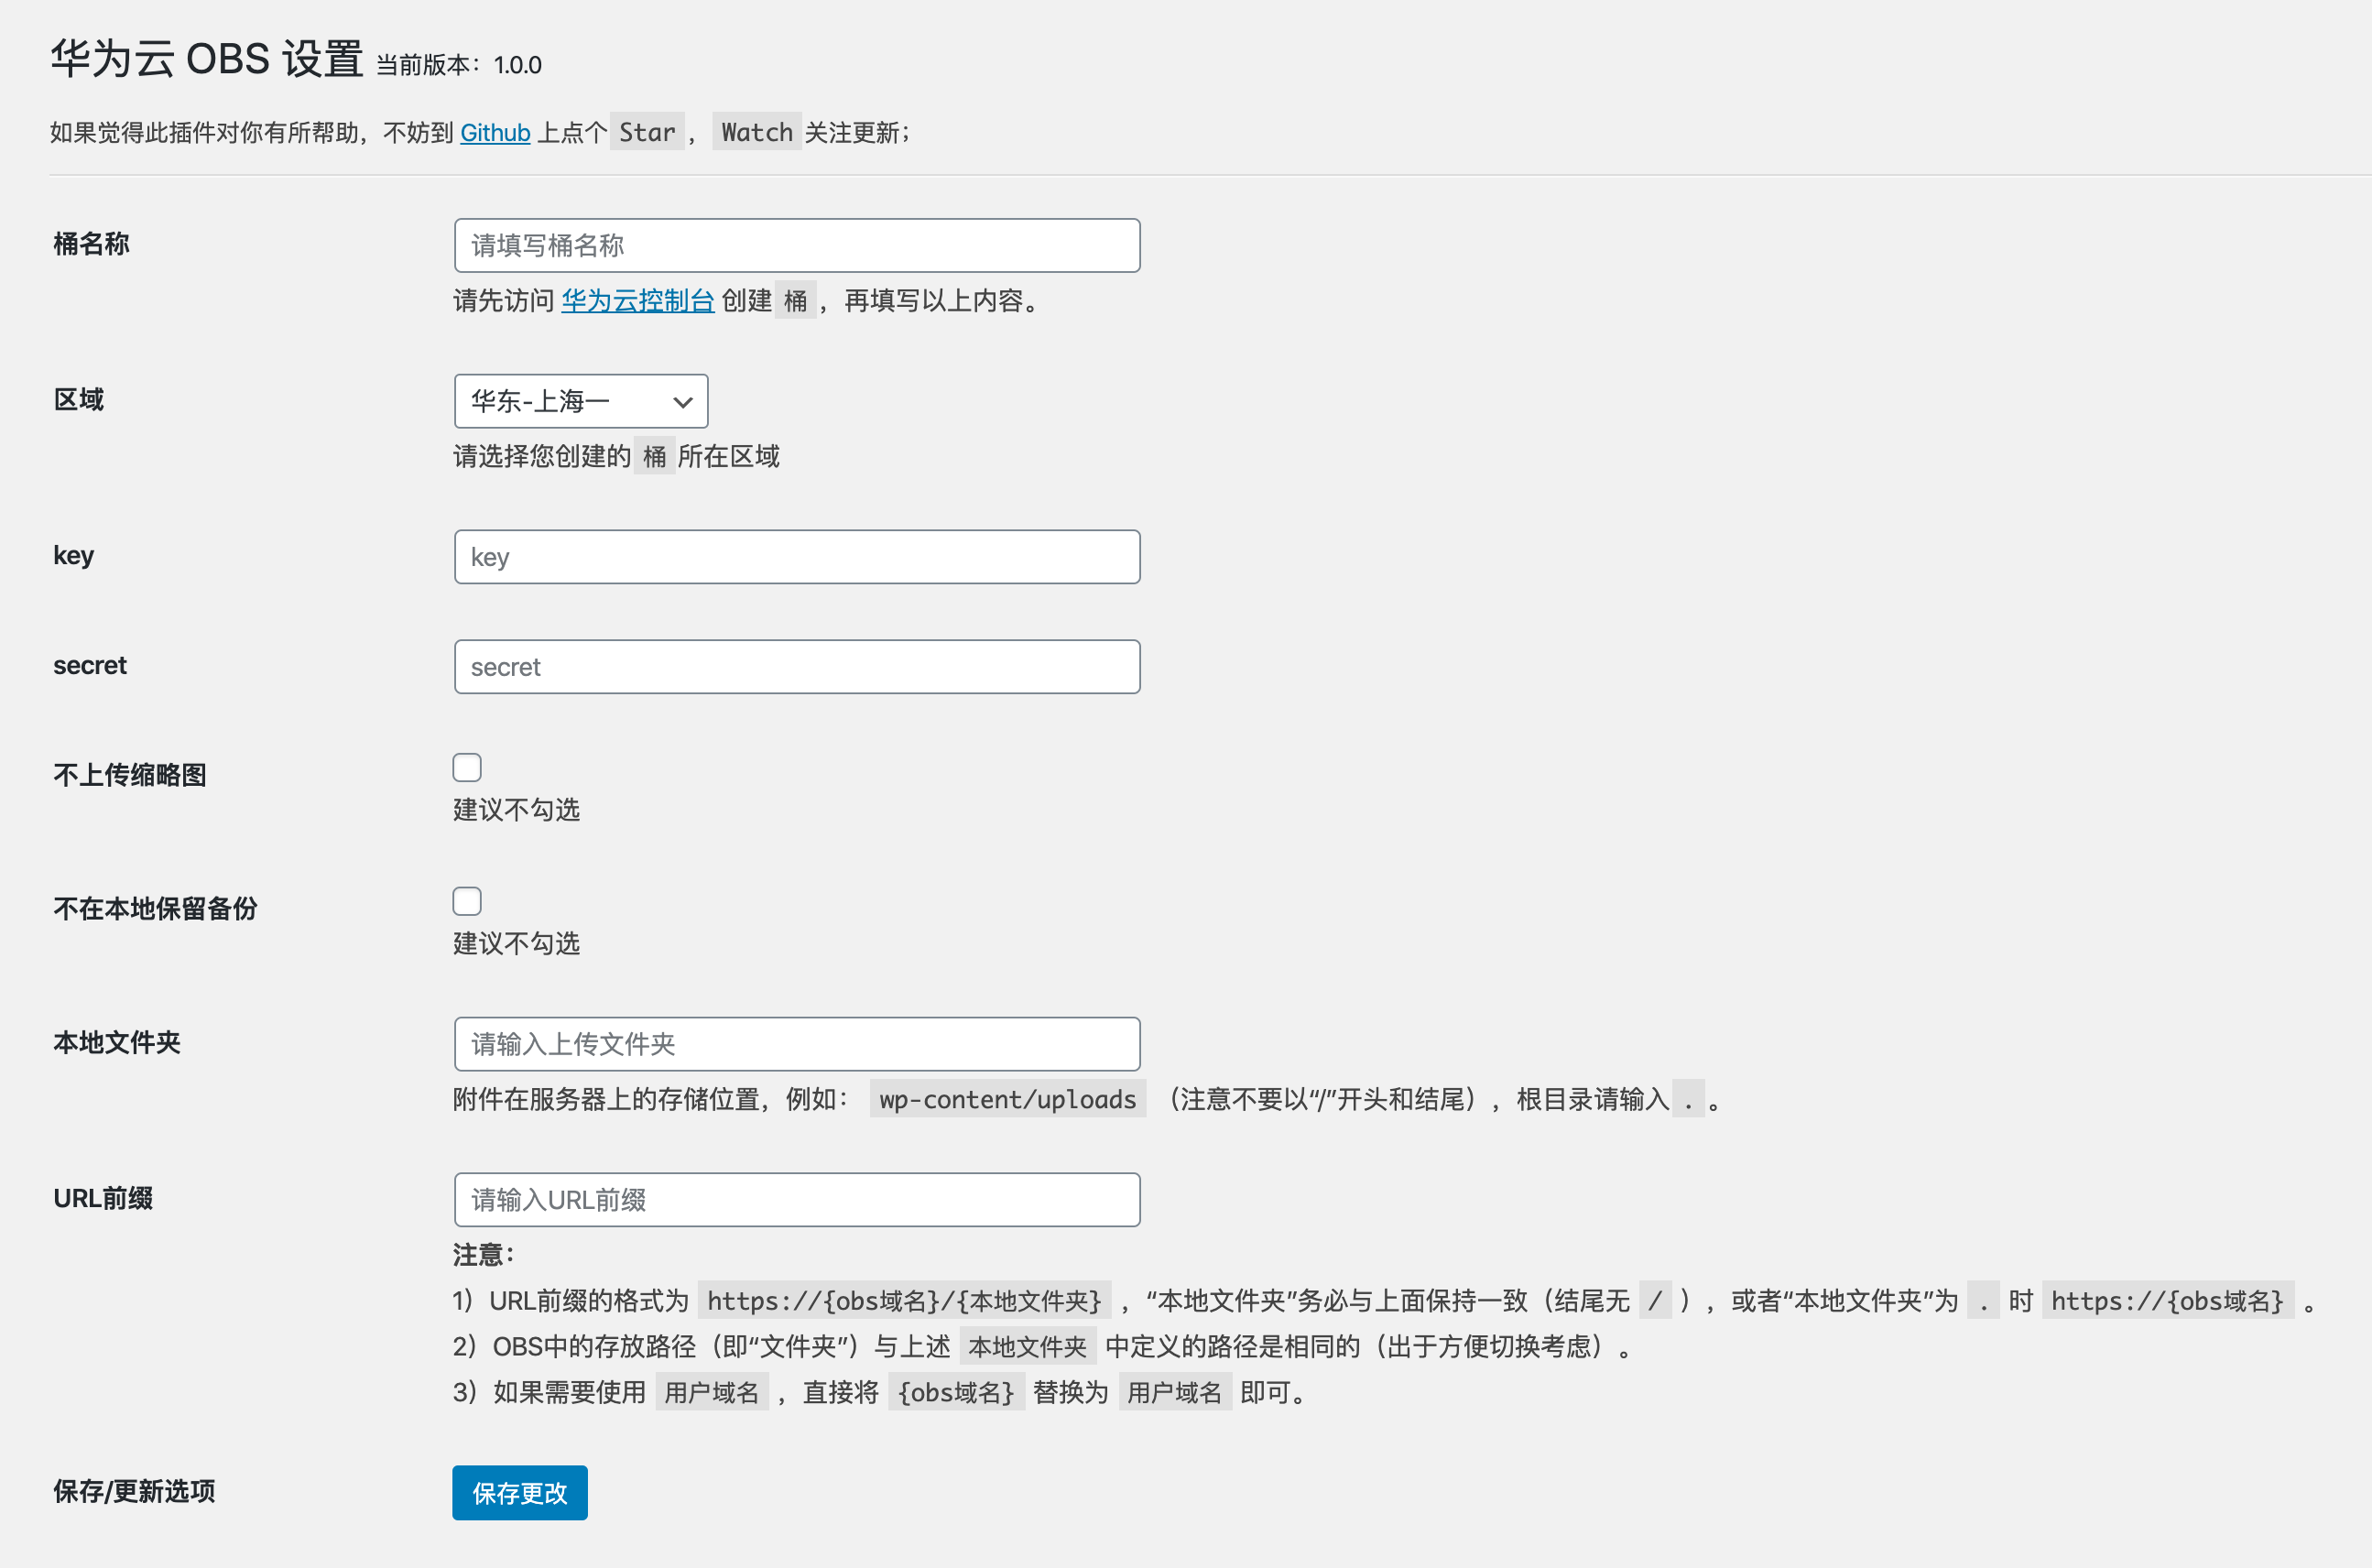 华为云 OBS 设置 当前版本：1.0.0
如果觉得此插件对你有所帮助，不妨到 Github 上点个 Star ， Watch 关注更新；
桶名称
请填写桶名称
请先访问 华为云控制台 创建 桶 ，再填写以上内容。
区域
华东-上海一
请选择您创建的 桶 所在区域
key
key
secret
secret
不上传缩略图
建议不勾选
不在本地保留备份
建议不勾选
本地文件夹
请输入上传文件夹
附件在服务器上的存储位置，例如： wp-content/uploads （注意不要以“/”开头和结尾），根目录请输入 . 。
URL前缀
请输入URL前缀
注意：
1）URL前缀的格式为 https://{obs域名}/{本地文件夹} ，“本地文件夹”务必与上面保持一致（结尾无 / ），或者“本地文件夹”为 . 时 https://{obs域名} 。
2）OBS中的存放路径（即“文件夹”）与上述 本地文件夹 中定义的路径是相同的（出于方便切换考虑）。
3）如果需要使用 用户域名 ，直接将 {obs域名} 替换为 用户域名 即可。
保存/更新选项
保存更改